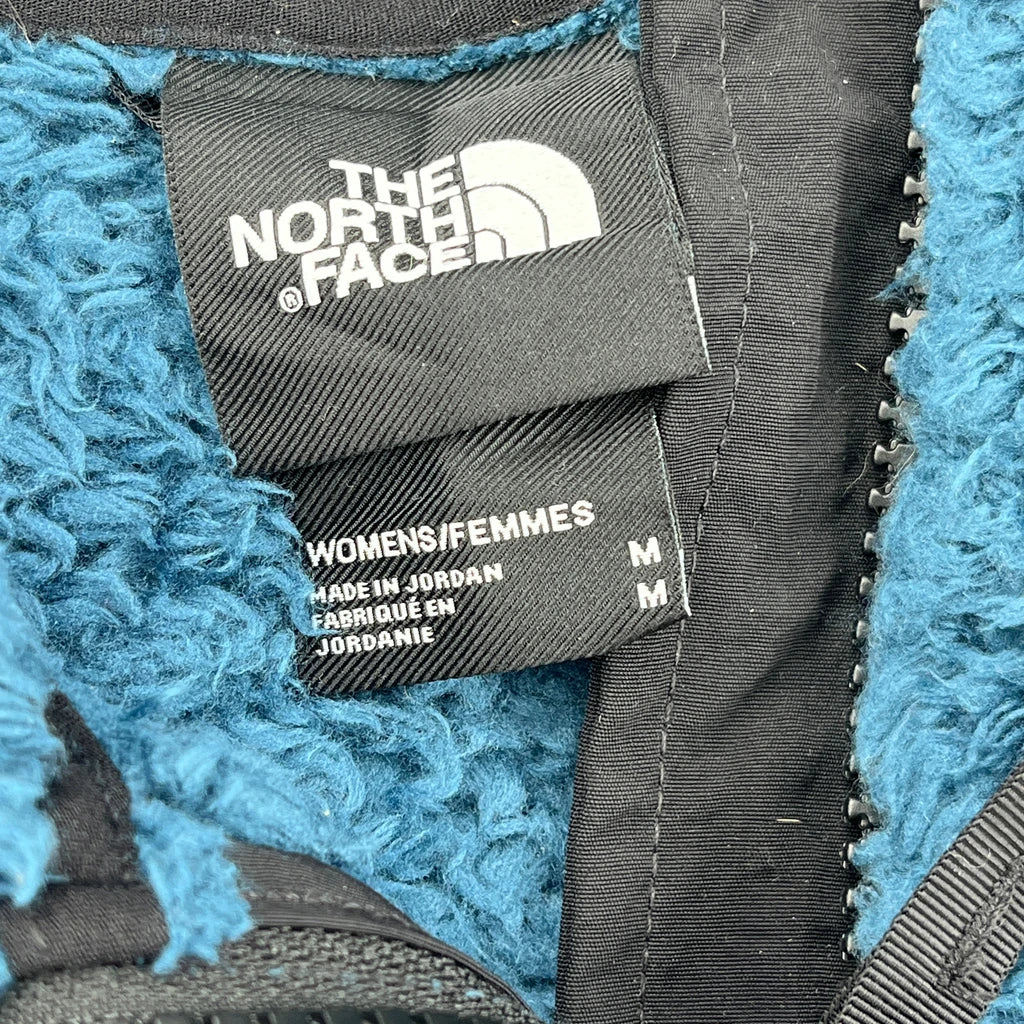 THE
NORTH
FACE
®
WOMENS/FEMMES
MADE IN JORDAN
FABRIQUÉ EN
JORDANIE
M
M